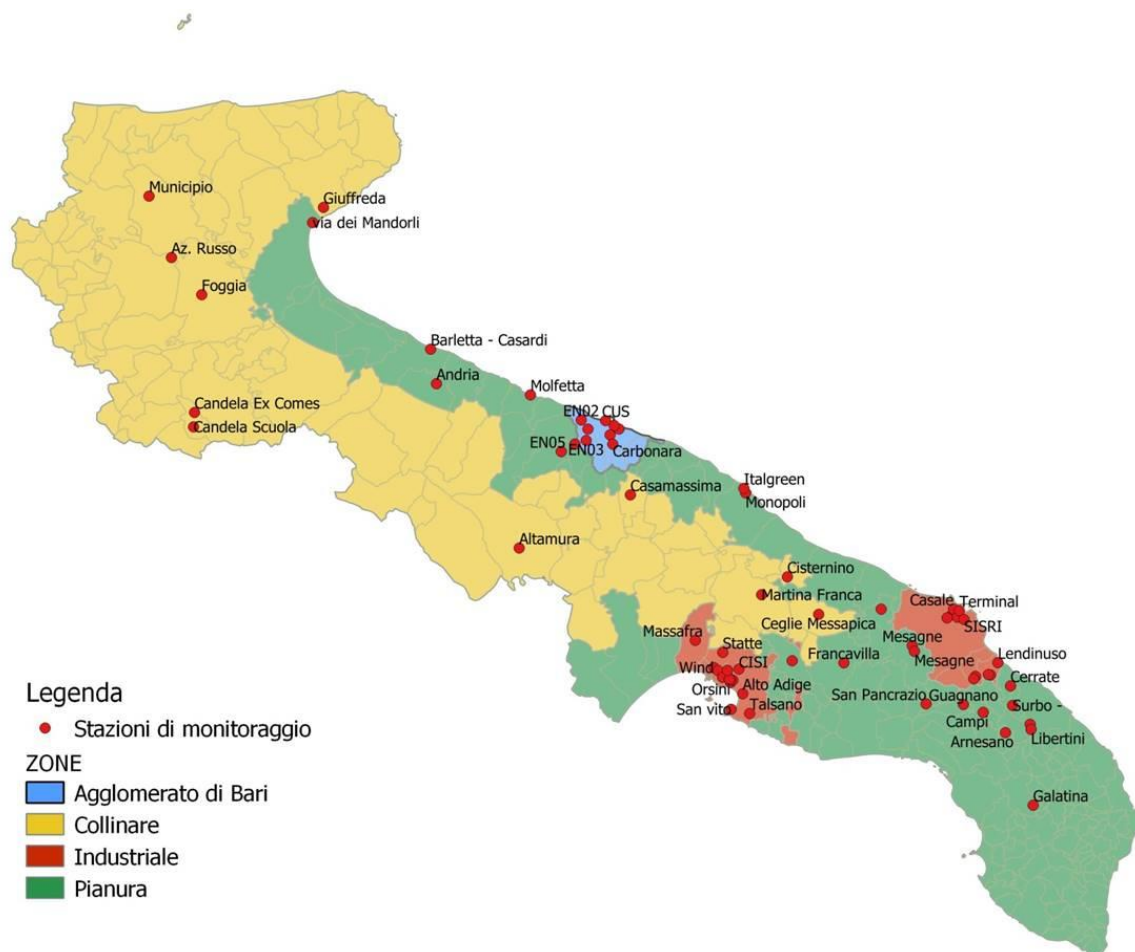 Municipio
Giuffreda
via dei Mandorli
Az. Russo
Foggia
Barletta - Casardi
Andria
Molfetta
Candela Ex Comes
Candela Scuola
EN02
CUS
EN05
EN03
Carbonara
Casamassima
Italgreen
Monopoli
Altamura
Cisternino
Martina Franca
Ceglie Messapica
Casale
Terminal
SISRI
Massafra
Statte
Mesagne
Mesagne
Francavilla
Lendinuso
Wind
CISI
Cerrate
Orsini
Alto Adige
San Pancrazio
Guagnano
Surbo -
San vito
Talsano
Campi
Arnesano
Libertini
Galatina
Legenda
Stazioni di monitoraggio
ZONE
Agglomerato di Bari
Collinare
Industriale
Pianura